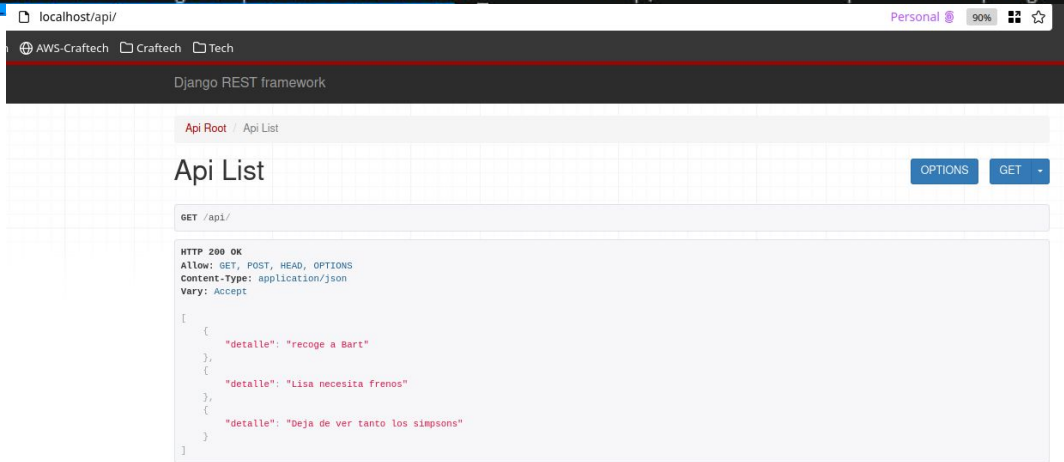 localhost/api/
Personal
90%
AWS-Craftech
Craftech
Tech
Django REST framework
Api Root / Api List
Api List
OPTIONS
GET
GET /api/
HTTP 200 OK
Allow: GET, POST, HEAD, OPTIONS
Content-Type: application/json
Vary: Accept
[
{
"detalle": "recoge a Bart"
},
{
"detalle": "Lisa necesita frenos"
},
{
"detalle": "Deja de ver tanto los simpsons"
}
]